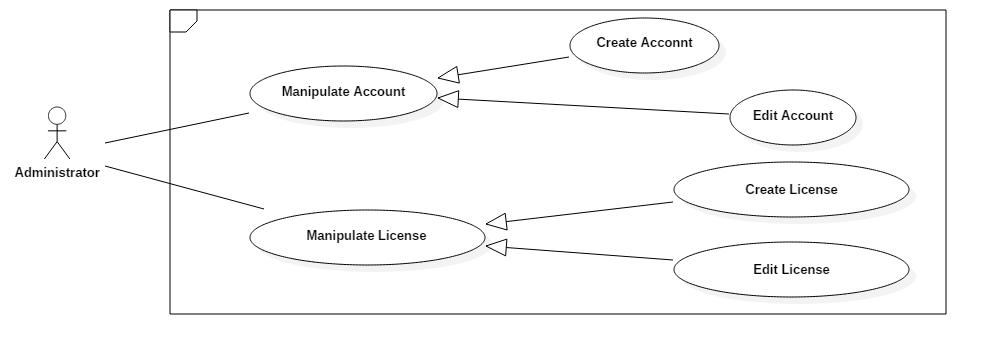 Create Acconnt
Manipulate Account
Edit Account
Administrator
Create License
Manipulate License
Edit License